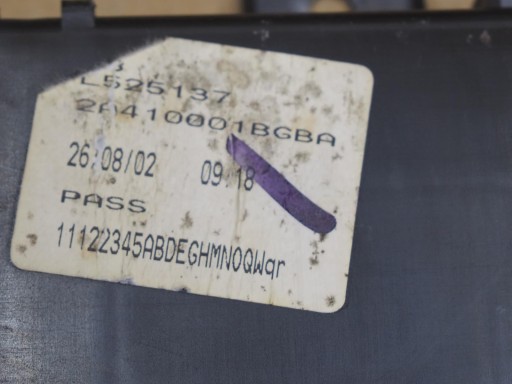 L525137
2A410001BGBA
26/08/02 09 18
PASS
11122345ABDEGHMNOQWqr